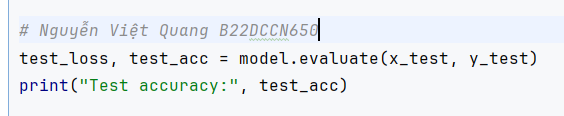 # Nguyễn Việt Quang B22DCCN650
test_loss, test_acc = model.evaluate(x_test, y_test)
print("Test accuracy:", test_acc)